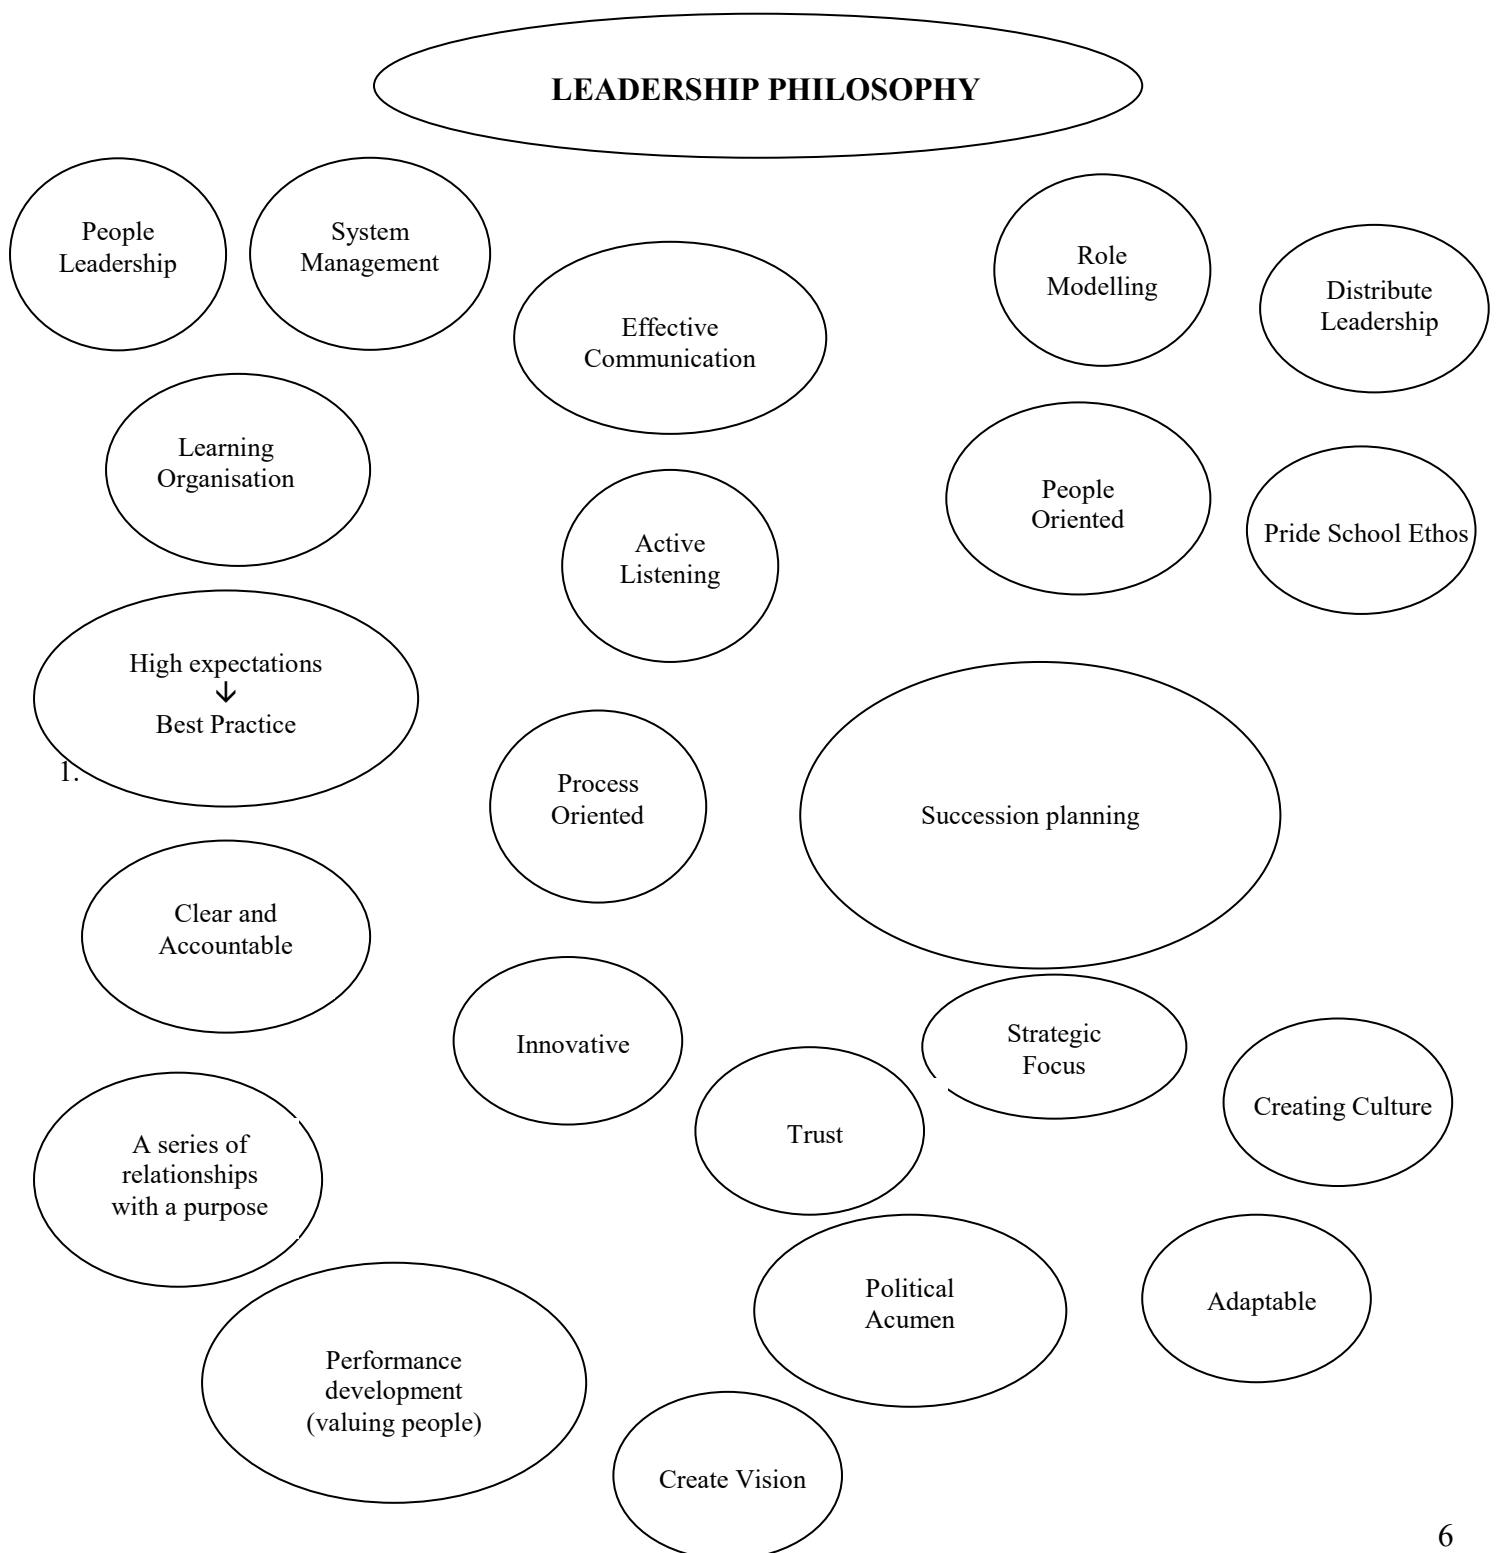 LEADERSHIP PHILOSOPHY
People
Leadership
System
Management
Effective
Communication
Role
Modelling
Distribute
Leadership
Learning
Organisation
Active
Listening
People
Oriented
Pride School Ethos
High expectations
↓
Best Practice
1.
Process
Oriented
Succession planning
Clear and
Accountable
Innovative
Strategic
Focus
Trust
Creating Culture
A series of
relationships
with a purpose
Political
Acumen
Adaptable
Performance
development
(valuing people)
Create Vision
6